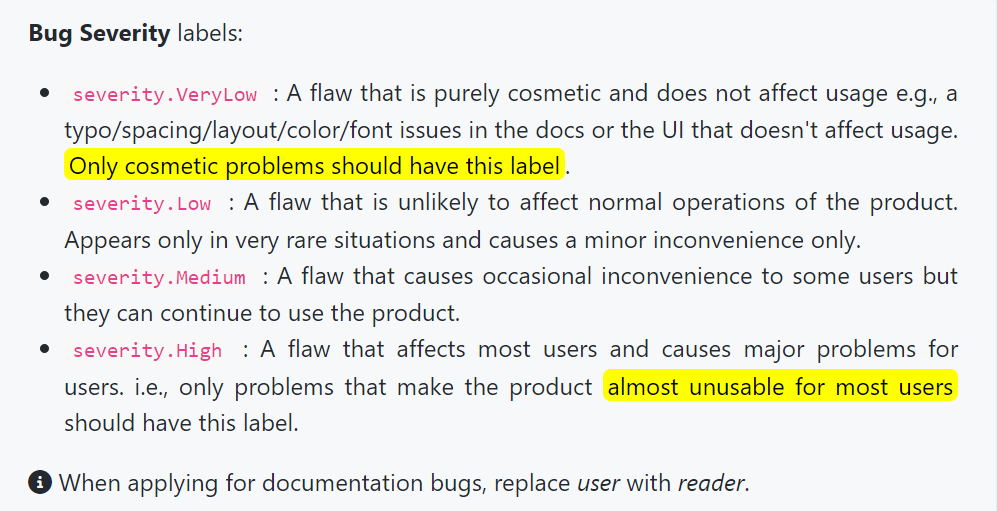 Bug Severity labels:
• severity.VeryLow : A flaw that is purely cosmetic and does not affect usage e.g., a
typo/spacing/layout/color/font issues in the docs or the UI that doesn't affect usage.
Only cosmetic problems should have this label.
• severity.Low : A flaw that is unlikely to affect normal operations of the product.
Appears only in very rare situations and causes a minor inconvenience only.
• severity.Medium : A flaw that causes occasional inconvenience to some users but
they can continue to use the product.
• severity.High : A flaw that affects most users and causes major problems for
users. i.e., only problems that make the product almost unusable for most users
should have this label.
When applying for documentation bugs, replace user with reader.